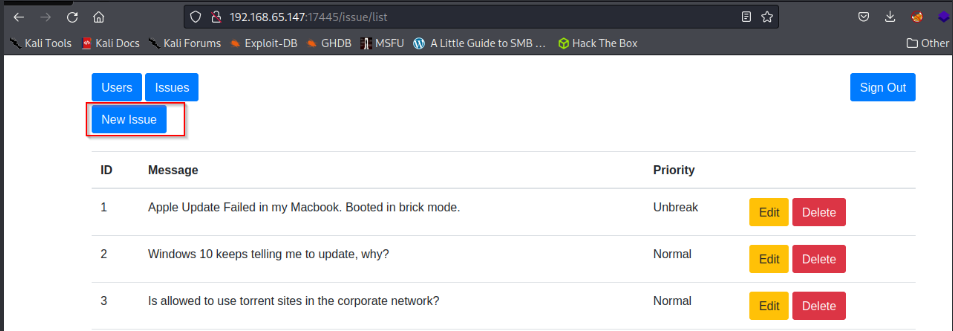 192.168.65.147:17445/issue/list
Kali Tools Kali Docs Kali Forums Exploit-DB GHDB MSFU A Little Guide to SMB ... Hack The Box Other
Users Issues Sign Out
New Issue
ID Message Priority
1 Apple Update Failed in my Macbook. Booted in brick mode. Unbreak Edit Delete
2 Windows 10 keeps telling me to update, why? Normal Edit Delete
3 Is allowed to use torrent sites in the corporate network? Normal Edit Delete